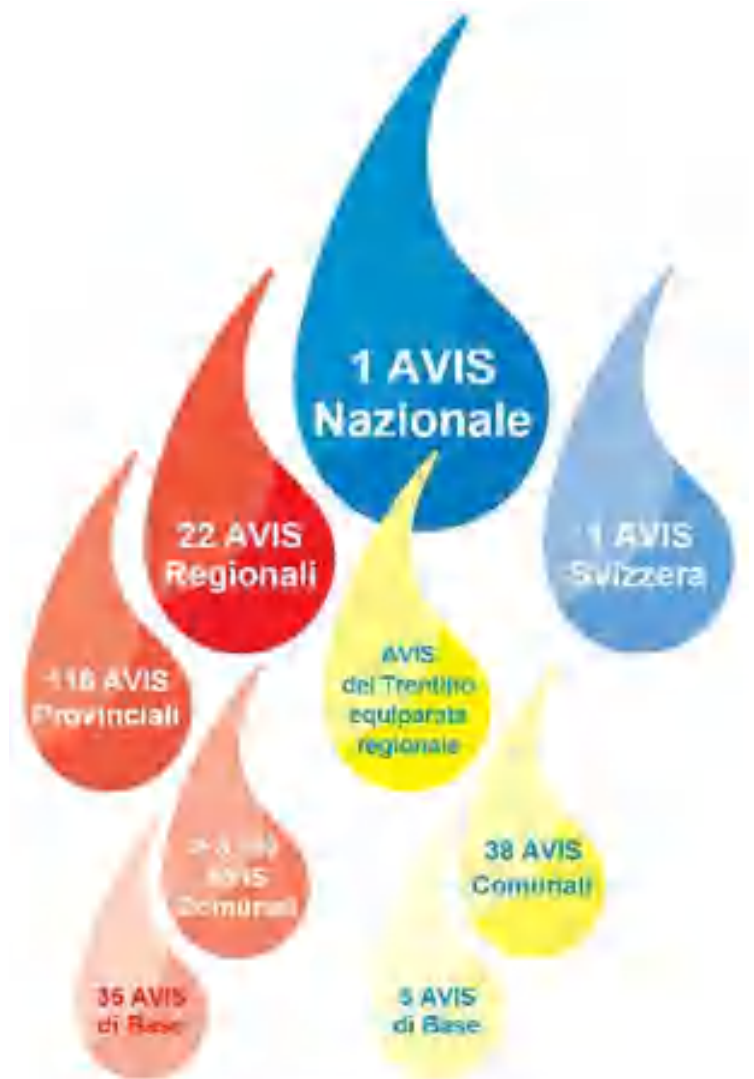 1 AVIS
Nazionale
22 AVIS
Regionali
1 AVIS
Svizzera
AVIS
Provinciali
AVIS
del Trentino
equiparata
regionale
AVIS
Comunali
38 AVIS
Comunali
AVIS
di Base
5 AVIS
di Base